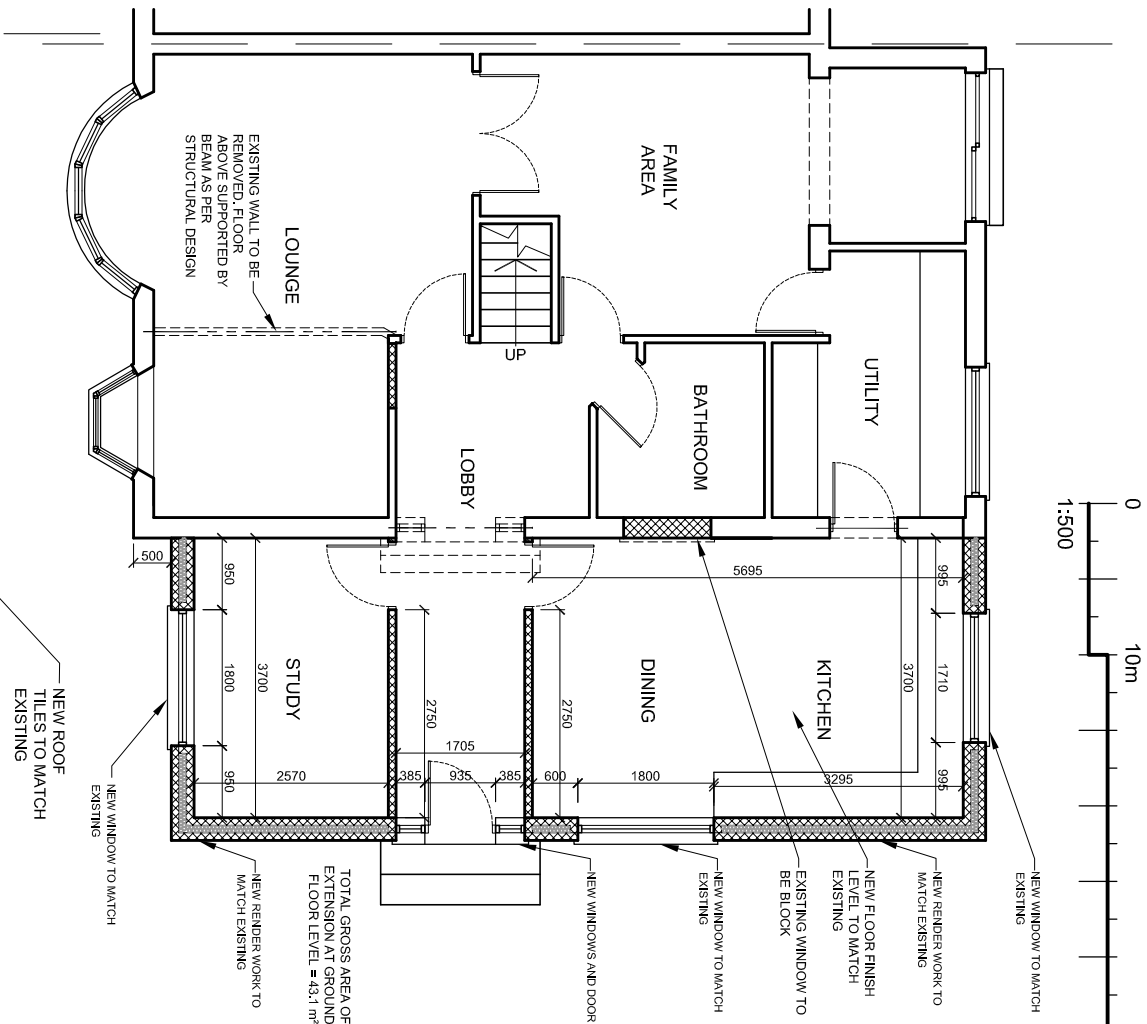 0
10m
1:500
NEW WINDOW TO MATCH
EXISTING
NEW RENDER WORK TO
MATCH EXISTING
NEW FLOOR FINISH
LEVEL TO MATCH
EXISTING
EXISTING WINDOW TO
BE BLOCK
NEW WINDOW TO MATCH
EXISTING
NEW WINDOWS AND DOOR
TOTAL GROSS AREA OF
EXTENSION AT GROUND
FLOOR LEVEL = 43.1 m²
NEW RENDER WORK TO
MATCH EXISTING
NEW WINDOW TO MATCH
EXISTING
NEW ROOF
TILES TO MATCH
EXISTING
UTILITY
FAMILY
AREA
BATHROOM
UP
LOBBY
LOUNGE
EXISTING WALL TO BE
REMOVED. FLOOR
ABOVE SUPPORTED BY
BEAM AS PER
STRUCTURAL DESIGN
KITCHEN
DINING
STUDY
995
1710
995
3700
5695
3295
1800
600
2750
385
935
385
1705
2750
2570
3700
950
1800
950
500